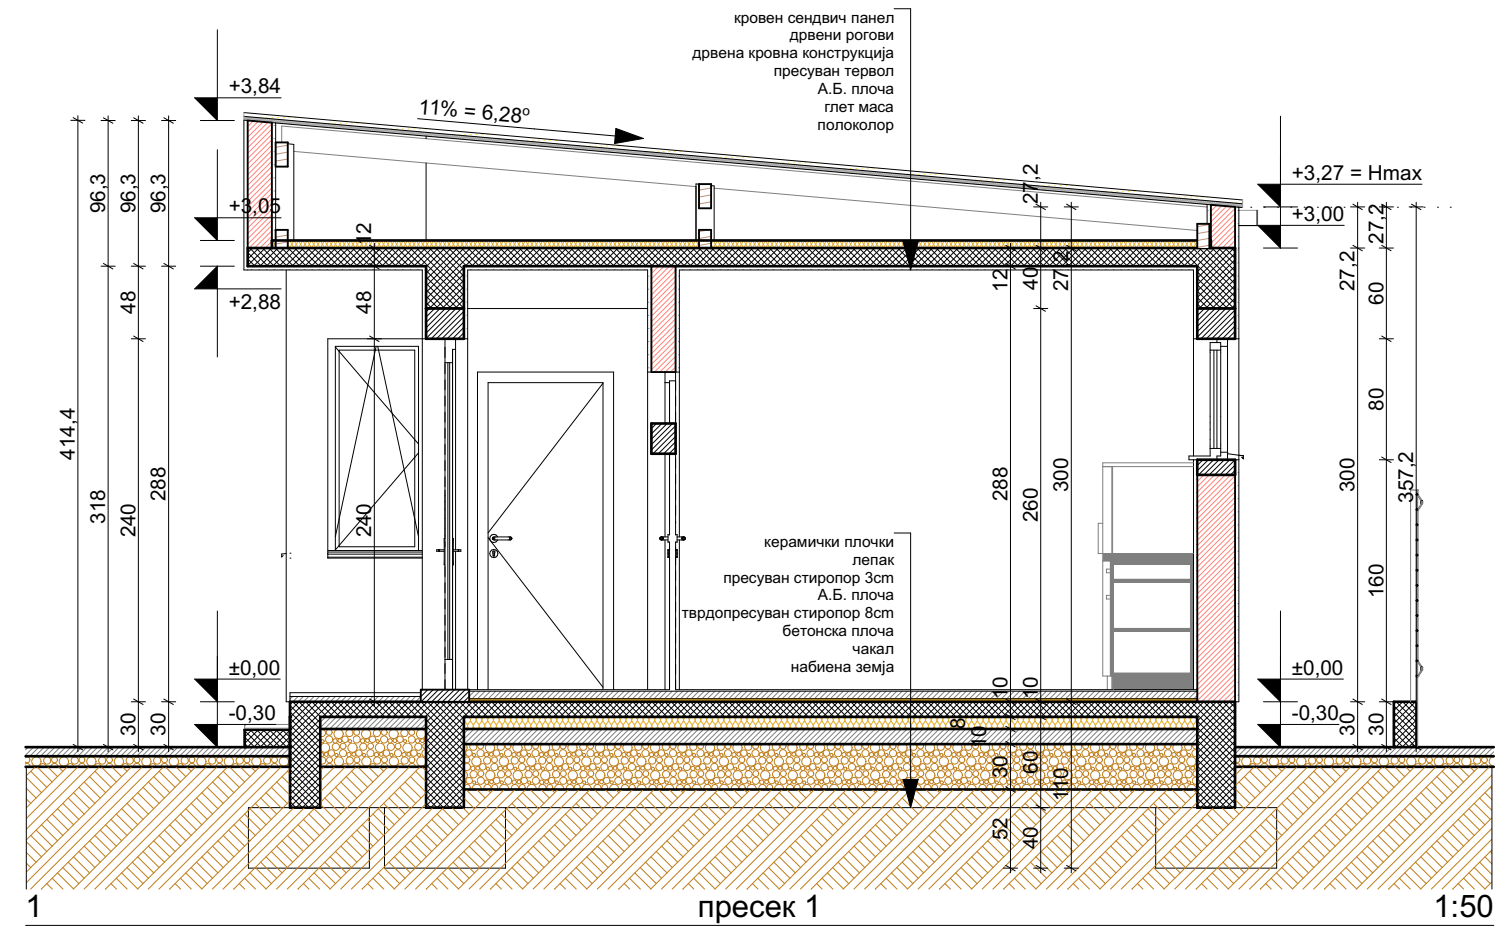 кровен сендвич панел
дрвени рогови
дрвена кровна конструкција
пресуван тервол
А.Б. плоча
глет маса
полоколор
11% = 6,28º
+3,84
+3,05
+2,88
±0,00
-0,30
+3,27 = Hmax
+3,00
±0,00
-0,30
414,4
96,3
318
96,3
48
240
30
96,3
288
30
12
48
240
12
288
10
8
10
30
52
27,2
40
260
10
60
40
27,2
300
110
27,2
300
30
27,2
60
80
160
30
357,2
керамички плочки
лепак
пресуван стиропор 3cm
А.Б. плоча
тврдопресуван стиропор 8cm
бетонска плоча
чакал
набиена земја
1
пресек 1
1:50